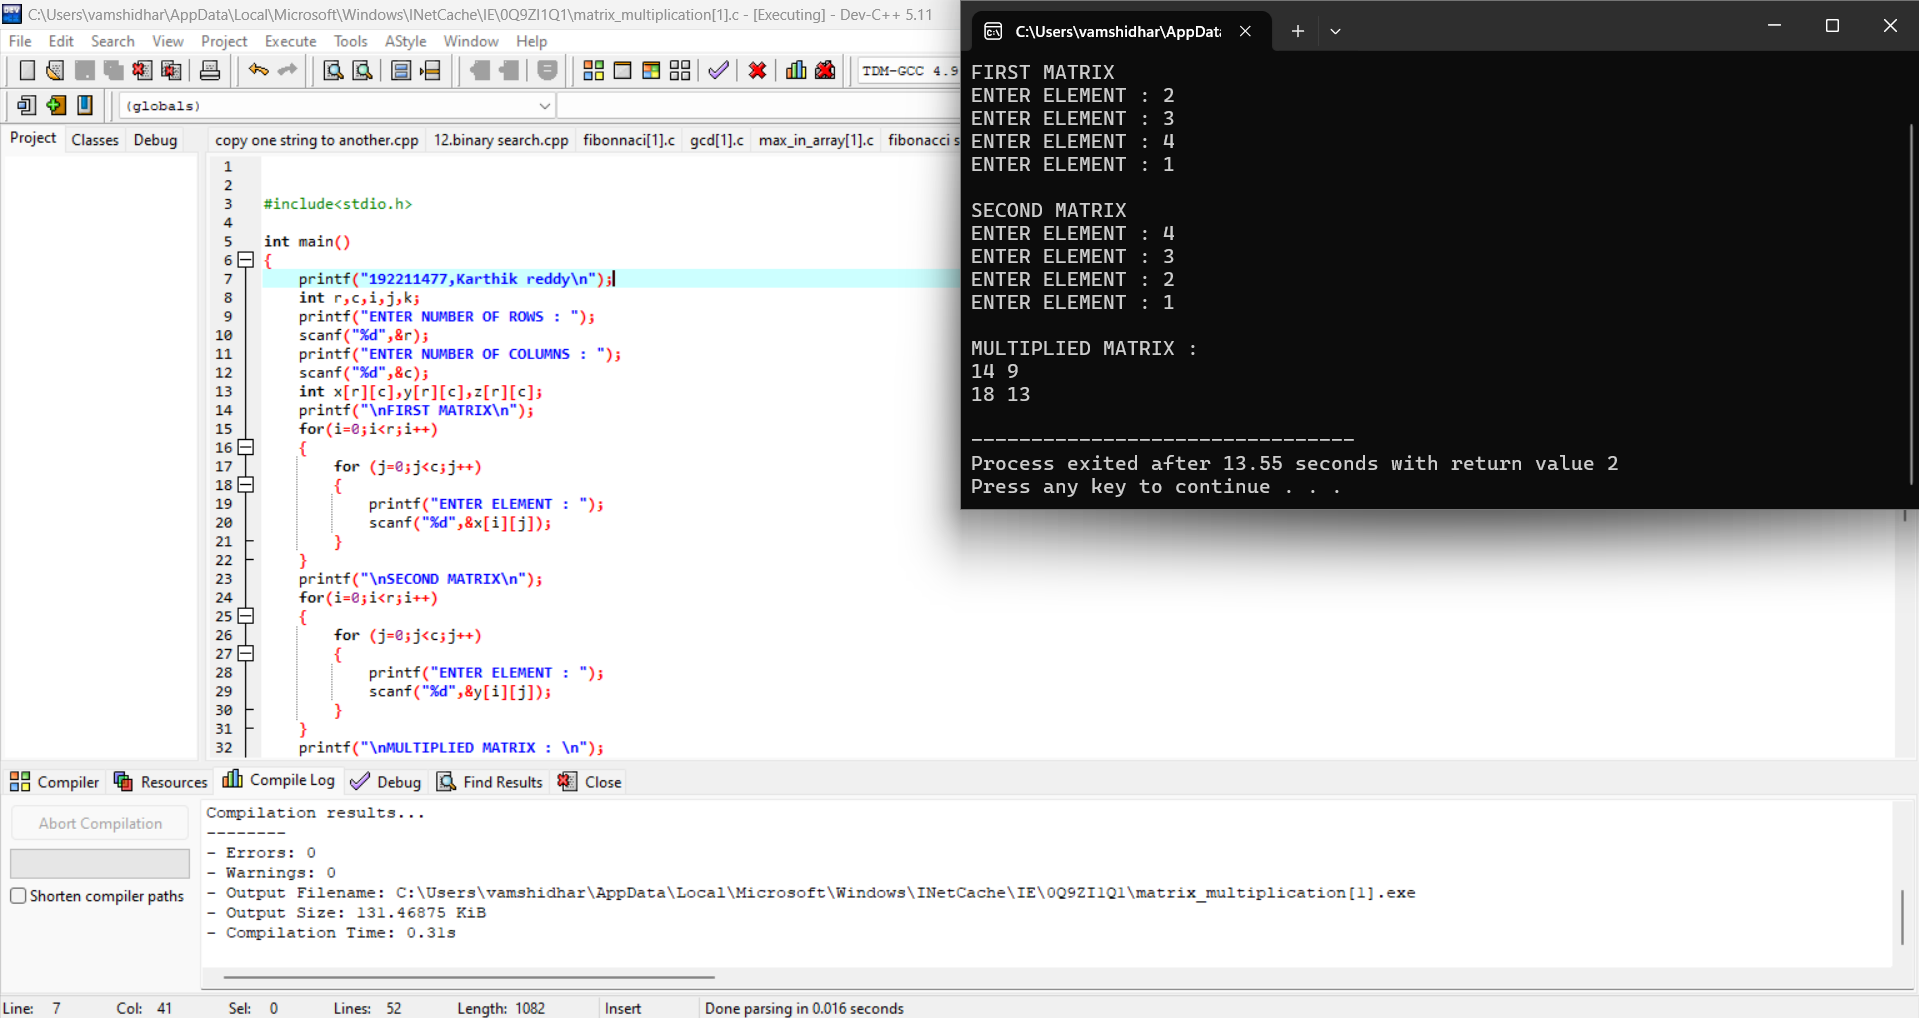 C:\Users\vamshidhar\AppData\Local\Microsoft\Windows\INetCache\IE\0Q9ZI1Q1\matrix_multiplication[1].c - [Executing] - Dev-C++ 5.11
File Edit Search View Project Execute Tools AStyle Window Help
TDM-GCC 4.9
(globals)
Project Classes Debug
copy one string to another.cpp 12.binary search.cpp fibonnaci[1].c gcd[1].c max_in_array[1].c fibonacci s
1
2
3 #include<stdio.h>
4
5 int main()
6 {
7 printf("192211477,Karthik reddy\n");
8 int r,c,i,j,k;
9 printf("ENTER NUMBER OF ROWS : ");
10 scanf("%d",&r);
11 printf("ENTER NUMBER OF COLUMNS : ");
12 scanf("%d",&c);
13 int x[r][c],y[r][c],z[r][c];
14 printf("\nFIRST MATRIX\n");
15 for(i=0;i<r;i++)
16 {
17 for (j=0;j<c;j++)
18 {
19 printf("ENTER ELEMENT : ");
20 scanf("%d",&x[i][j]);
21 }
22 }
23 printf("\nSECOND MATRIX\n");
24 for(i=0;i<r;i++)
25 {
26 for (j=0;j<c;j++)
27 {
28 printf("ENTER ELEMENT : ");
29 scanf("%d",&y[i][j]);
30 }
31 }
32 printf("\nMULTIPLIED MATRIX : \n");
C:\Users\vamshidhar\AppData
FIRST MATRIX
ENTER ELEMENT : 2
ENTER ELEMENT : 3
ENTER ELEMENT : 4
ENTER ELEMENT : 1
SECOND MATRIX
ENTER ELEMENT : 4
ENTER ELEMENT : 3
ENTER ELEMENT : 2
ENTER ELEMENT : 1
MULTIPLIED MATRIX :
14 9
18 13
--------------------------------
Process exited after 13.55 seconds with return value 2
Press any key to continue . . .
Compiler Resources Compile Log Debug Find Results Close
Abort Compilation
Shorten compiler paths
Compilation results...
--------
- Errors: 0
- Warnings: 0
- Output Filename: C:\Users\vamshidhar\AppData\Local\Microsoft\Windows\INetCache\IE\0Q9ZI1Q1\matrix_multiplication[1].exe
- Output Size: 131.46875 KiB
- Compilation Time: 0.31s
Line: 7 Col: 41 Sel: 0 Lines: 52 Length: 1082 Insert Done parsing in 0.016 seconds